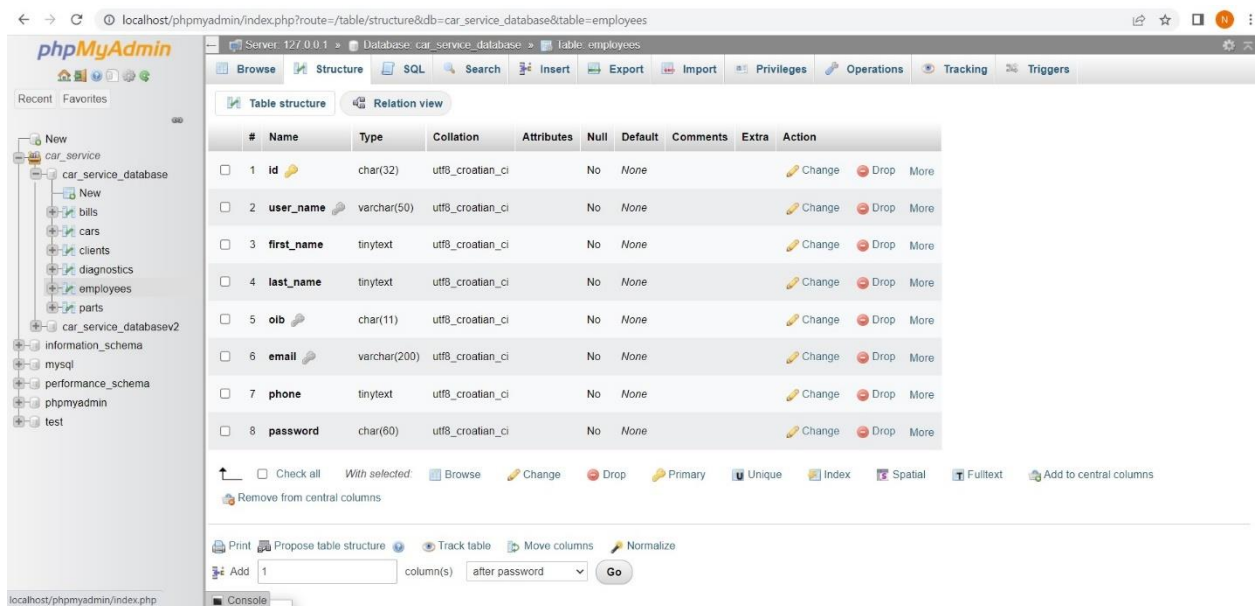 localhost/phpmyadmin/index.php?route=/table/structure&db=car_service_database&table=employees N
phpMyAdmin
Recent Favorites
New
car_service
car_service_database
New
bills
cars
clients
diagnostics
employees
parts
car_service_databasev2
information_schema
mysql
performance_schema
phpmyadmin
test
Server: 127.0.0.1 » Database: car_service_database » Table: employees
Browse Structure SQL Search Insert Export Import Privileges Operations Tracking Triggers
Table structure Relation view
# Name Type Collation Attributes Null Default Comments Extra Action
1 id char(32) utf8_croatian_ci No None Change Drop More
2 user_name varchar(50) utf8_croatian_ci No None Change Drop More
3 first_name tinytext utf8_croatian_ci No None Change Drop More
4 last_name tinytext utf8_croatian_ci No None Change Drop More
5 oib char(11) utf8_croatian_ci No None Change Drop More
6 email varchar(200) utf8_croatian_ci No None Change Drop More
7 phone tinytext utf8_croatian_ci No None Change Drop More
8 password char(60) utf8_croatian_ci No None Change Drop More
Check all With selected: Browse Change Drop Primary Unique Index Spatial Fulltext Add to central columns
Remove from central columns
Print Propose table structure Track table Move columns Normalize
Add 1 column(s) after password Go
Console
localhost/phpmyadmin/index.php